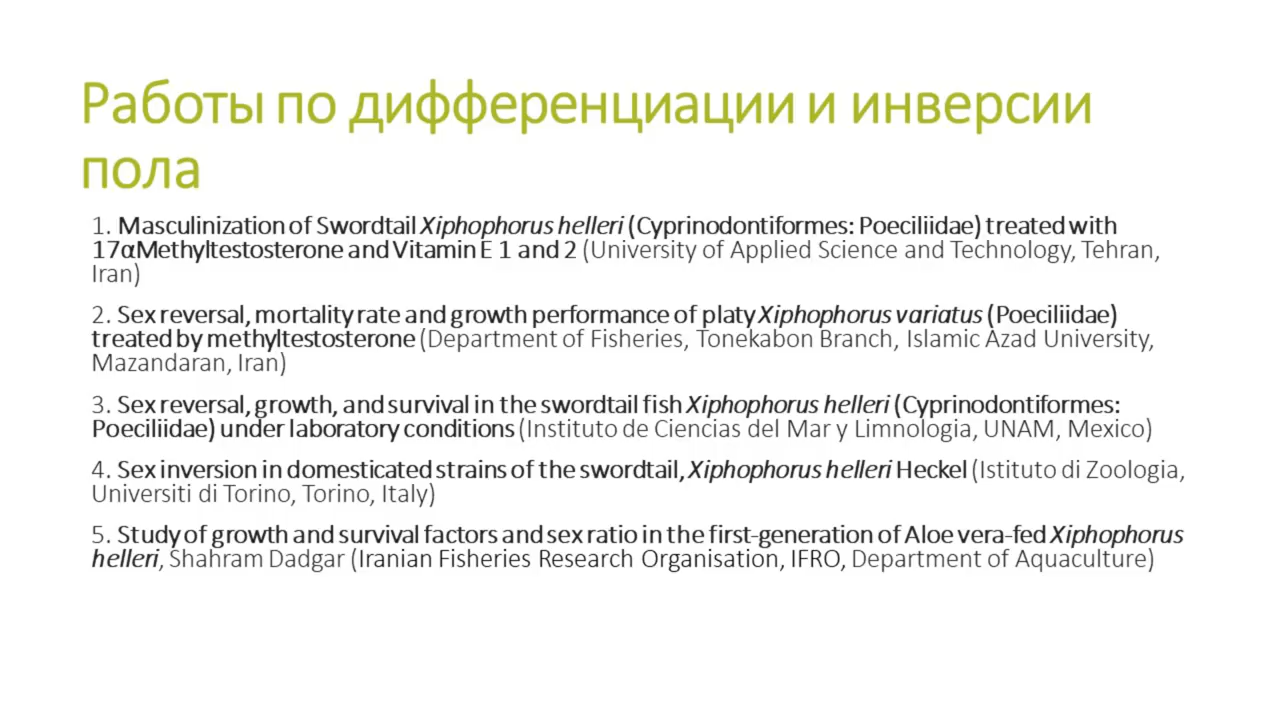 Работы по дифференциации и инверсии
пола
1. Masculinization of Swordtail Xiphophorus helleri (Cyprinodontiformes: Poeciliidae) treated with
17αMethyltestosterone and Vitamin E 1 and 2 (University of Applied Science and Technology, Tehran,
Iran)
2. Sex reversal, mortality rate and growth performance of platy Xiphophorus variatus (Poeciliidae)
treated by methyltestosterone (Department of Fisheries, Tonekabon Branch, Islamic Azad University,
Mazandaran, Iran)
3. Sex reversal, growth, and survival in the swordtail fish Xiphophorus helleri (Cyprinodontiformes:
Poeciliidae) under laboratory conditions (Instituto de Ciencias del Mar y Limnologia, UNAM, Mexico)
4. Sex inversion in domesticated strains of the swordtail, Xiphophorus helleri Heckel (Istituto di Zoologia,
Universiti di Torino, Torino, Italy)
5. Study of growth and survival factors and sex ratio in the first-generation of Aloe vera-fed Xiphophorus
helleri, Shahram Dadgar (Iranian Fisheries Research Organisation, IFRO, Department of Aquaculture)